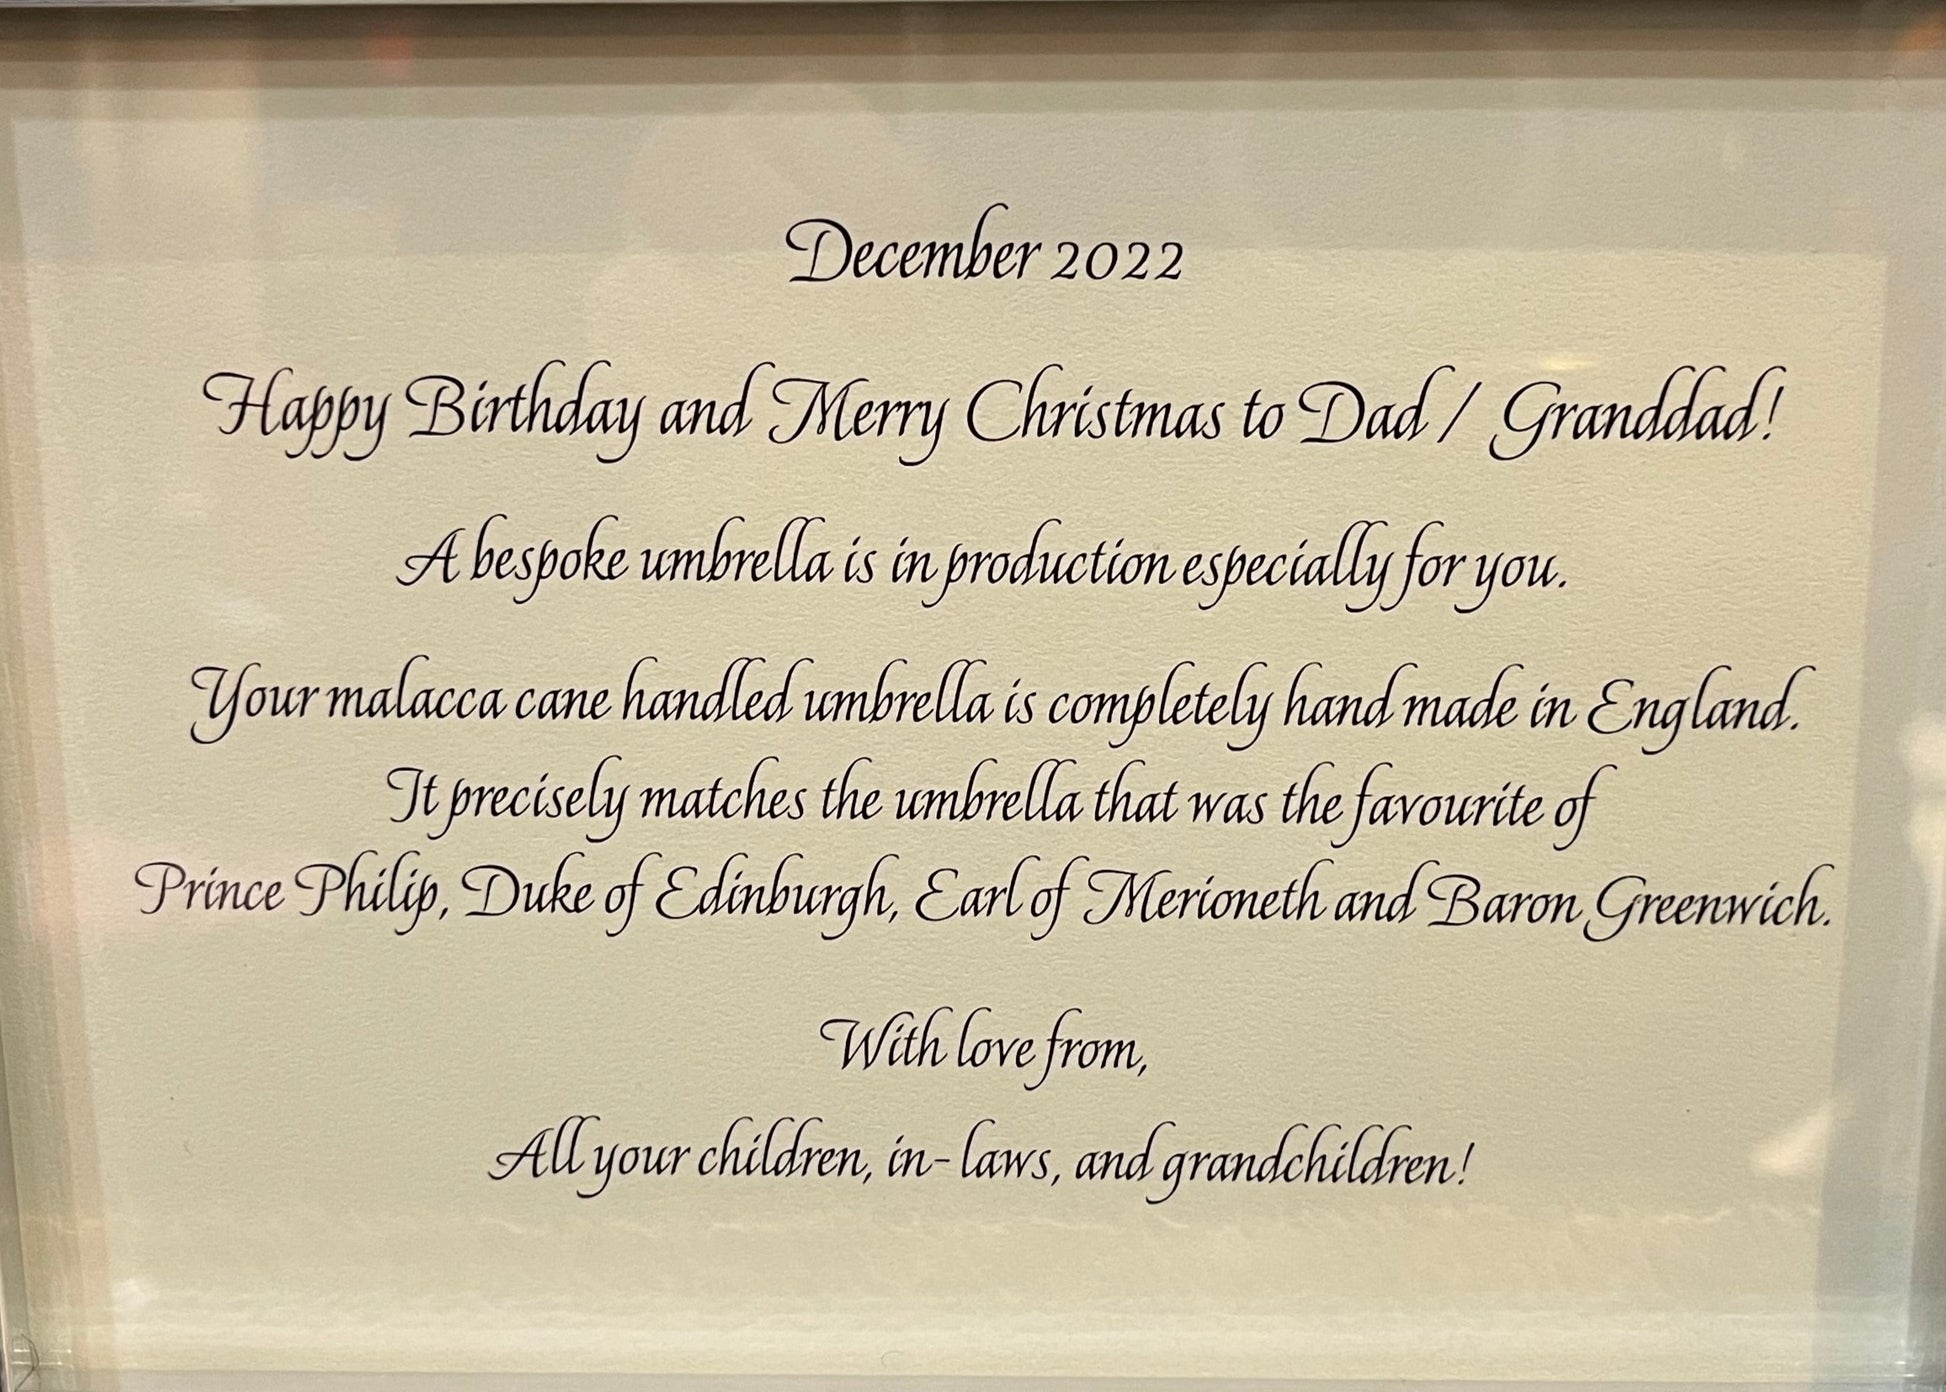 December 2022
Happy Birthday and Merry Christmas to Dad / Granddad!
A bespoke umbrella is in production especially for you.
Your malacca cane handled umbrella is completely hand made in England.
It precisely matches the umbrella that was the favourite of
Prince Philip, Duke of Edinburgh, Earl of Merioneth and Baron Greenwich.
With love from,
All your children, in-laws, and grandchildren!